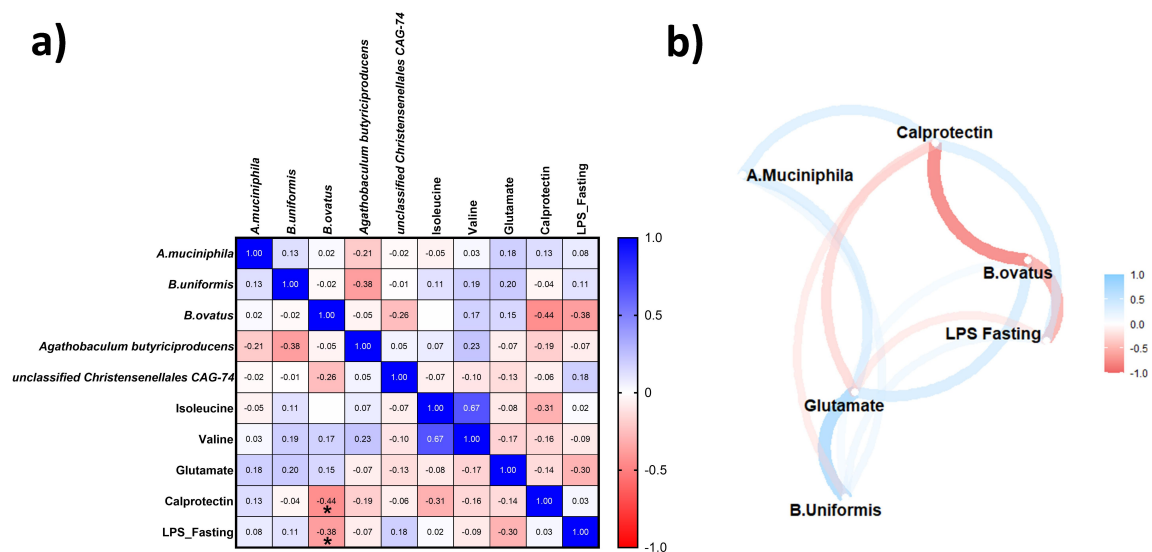 a)
b)
A.muciniphila
B.uniformis
B.ovatus
Agathobaculum butyriciproducens
unclassified Christensenellales CAG-74
Isoleucine
Valine
Glutamate
Calprotectin
LPS_Fasting
A.muciniphila 1.00 0.13 0.02 -0.21 -0.02 -0.05 0.03 0.18 0.13 0.08
B.uniformis 0.13 1.00 -0.02 -0.38 -0.01 0.11 0.19 0.20 -0.04 0.11
B.ovatus 0.02 -0.02 1.00 -0.05 -0.26 0.17 0.15 -0.44 -0.38
Agathobaculum butyriciproducens -0.21 -0.38 -0.05 1.00 0.05 0.07 0.23 -0.07 -0.19 -0.07
unclassified Christensenellales CAG-74 -0.02 -0.01 -0.26 0.05 1.00 -0.07 -0.10 -0.13 -0.06 0.18
Isoleucine -0.05 0.11 0.07 -0.07 1.00 0.67 -0.08 -0.31 0.02
Valine 0.03 0.19 0.17 0.23 -0.10 0.67 1.00 -0.17 -0.16 -0.09
Glutamate 0.18 0.20 0.15 -0.07 -0.13 -0.08 -0.17 1.00 -0.14 -0.30
Calprotectin 0.13 -0.04 -0.44 -0.19 -0.06 -0.31 -0.16 -0.14 1.00 0.03
*
LPS_Fasting 0.08 0.11 -0.38 -0.07 0.18 0.02 -0.09 -0.30 0.03 1.00
*
1.0
0.5
0
-0.5
-1.0
Calprotectin
A.Muciniphila
B.ovatus
LPS Fasting
Glutamate
B.Uniformis
1.0
0.5
0.0
-0.5
-1.0